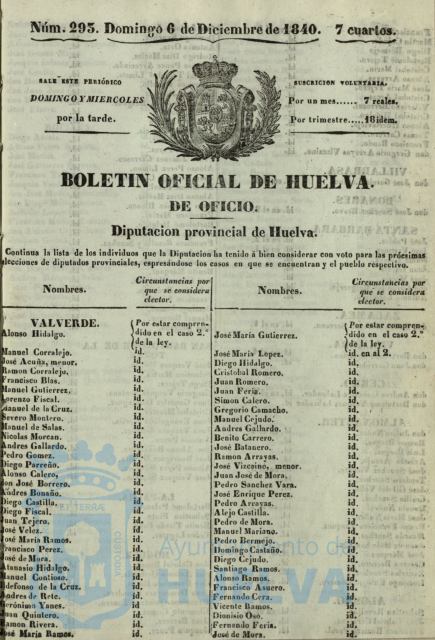 Núm. 293. Domingo 6 de Diciembre de 1840. 7 cuartos.
SALE ESTE PERIÓDICO
DOMINGO Y MIERCOLES
por la tarde.
SUSCRICION VOLUNTARIA.
Por un mes...... 7 reales.
Por trimestre..... 18 idem.
BOLETIN OFICIAL DE HUELVA.
DE OFICIO.
Diputacion provincial de Huelva.
Continua la lista de los individuos que la Diputacion ha tenido á bien considerar con voto para las prócsimas
elecciones de diputados provinciales, espresándose los casos en que se encuentran y el pueblo respectivo.
Nombres.
Circunstancias por que se considera elector.
VALVERDE.
Alonso Hidalgo. Por estar comprendido en el caso 2.º de la ley.
Manuel Corralejo. id.
José Acuña, menor. id.
Ramon Corralejo. id.
Francisco Blas. id.
Manuel Gutierrez. id.
Lorenzo Fiscal. id.
Manuel de la Cruz. id.
Severo Montero. id.
Manuel de Salas. id.
Nicolas Morcan. id.
Andres Gallardo. id.
Pedro Gomez. id.
Diego Parreño. id.
Alonso Calero. id.
Don José Borrero. id.
Andres Bonaño. id.
Diego Castilla. id.
Diego Fiscal. id.
Juan Tejero. id.
José Velez. id.
José María Ramos. id.
Francisco Perez. id.
José de Mora. id.
Atanasio Hidalgo. id.
Manuel Contioso. id.
Ildefonso de la Cruz. id.
Andres de Rete. id.
Gerónimo Yanes. id.
Juan Quintero. id.
Ramon Rivera. id.
José Maria Ramos. id.
Nombres.
Circunstancias por que se considera elector.
José María Gutierrez. Por estar comprendido en el caso 2.º de la ley.
José Maria Lopez. id. en al 2.
Diego Hidalgo. id.
Cristobal Romero. id.
Juan Romero. id.
Juan Feria. id.
Simon Calero. id.
Gregorio Camacho. id.
Manuel Cejudo. id.
Andres Gallardo. id.
Benito Carrero. id.
José Batanero. id.
Ramon Arrayas. id.
José Vizcaino, menor. id.
Juan José de Mora. id.
Pedro Sanchez Vara. id.
José Enrique Perez. id.
Pedro Arrayas. id.
Alejo Castilla. id.
Pedro de Mora. id.
Manuel Mariano. id.
Pedro Bermejo. id.
Domingo Castaño. id.
Diego Cejudo. id.
Santiago Ramos. id.
Alonso Ramos. id.
Francisco Asuero. id.
Fernando Cera. id.
Vicente Ramos. id.
Dionisio Oso. id.
Fernando Feria. id.
José de Mora. id.
Ayuntamiento de
HUELVA